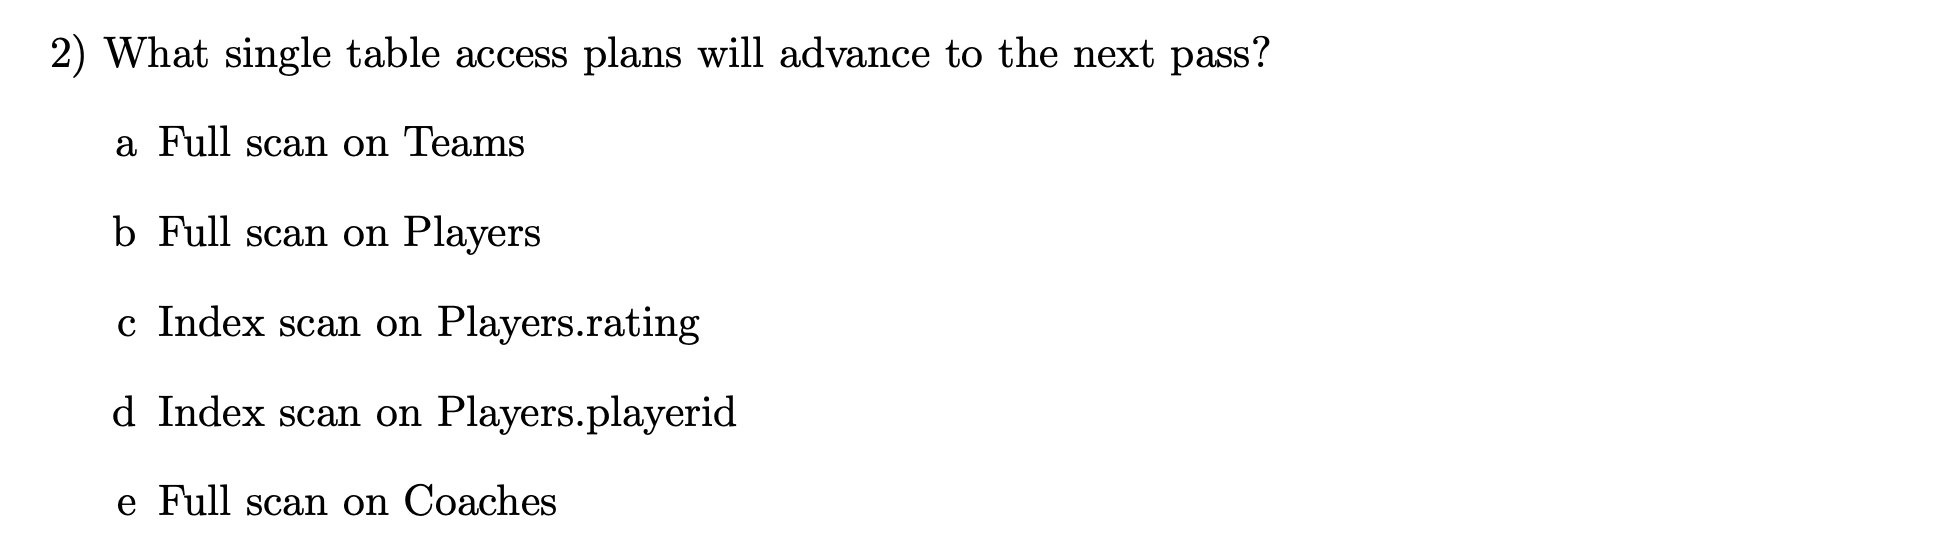 2) What single table access plans will advance to the next pass?
a Full scan on Teams
b Full scan on Players
c Index scan on Players.rating
d Index scan on Players.playerid
e Full scan on Coaches